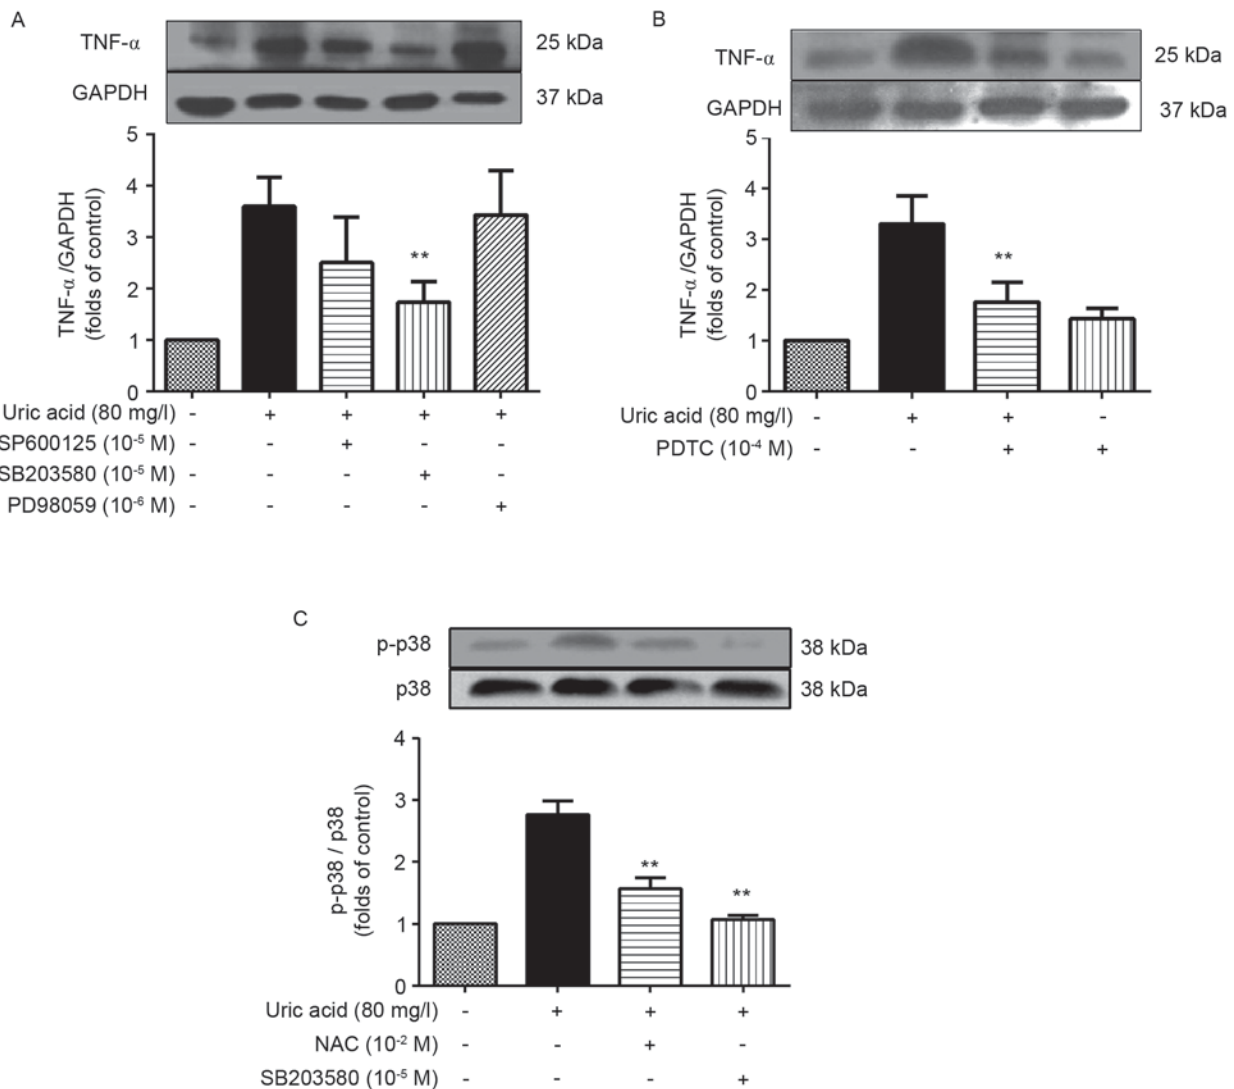 A
TNF-α 25 kDa
GAPDH 37 kDa
TNF-α /GAPDH
(folds of control)
5
4
3
2
1
0
**
Uric acid (80 mg/l) - + + + +
SP600125 (10⁻⁵ M) - - + - -
SB203580 (10⁻⁵ M) - - - + -
PD98059 (10⁻⁶ M) - - - - +
B
TNF-α 25 kDa
GAPDH 37 kDa
TNF-α /GAPDH
(folds of control)
5
4
3
2
1
0
**
Uric acid (80 mg/l) - + + -
PDTC (10⁻⁴ M) - - + +
C
p-p38 38 kDa
p38 38 kDa
p-p38 / p38
(folds of control)
4
3
2
1
0
**
**
Uric acid (80 mg/l) - + + +
NAC (10⁻² M) - - + -
SB203580 (10⁻⁵ M) - - - +